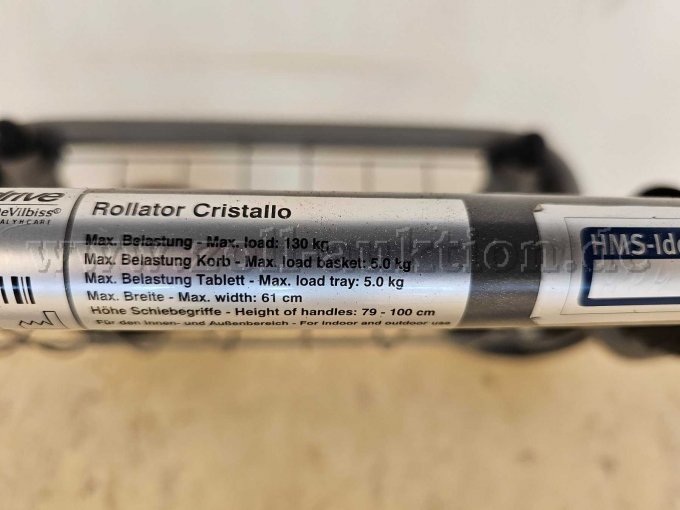 drive
DeVilbiss®
HEALTHCARE
Rollator Cristallo
Max. Belastung - Max. load: 130 kg
Max. Belastung Korb - Max. load basket: 5.0 kg
Max. Belastung Tablett - Max. load tray: 5.0 kg
Max. Breite - Max. width: 61 cm
Höhe Schiebegriffe - Height of handles: 79 - 100 cm
Für den Innen- und Außenbereich - For indoor and outdoor use
HMS-Ide